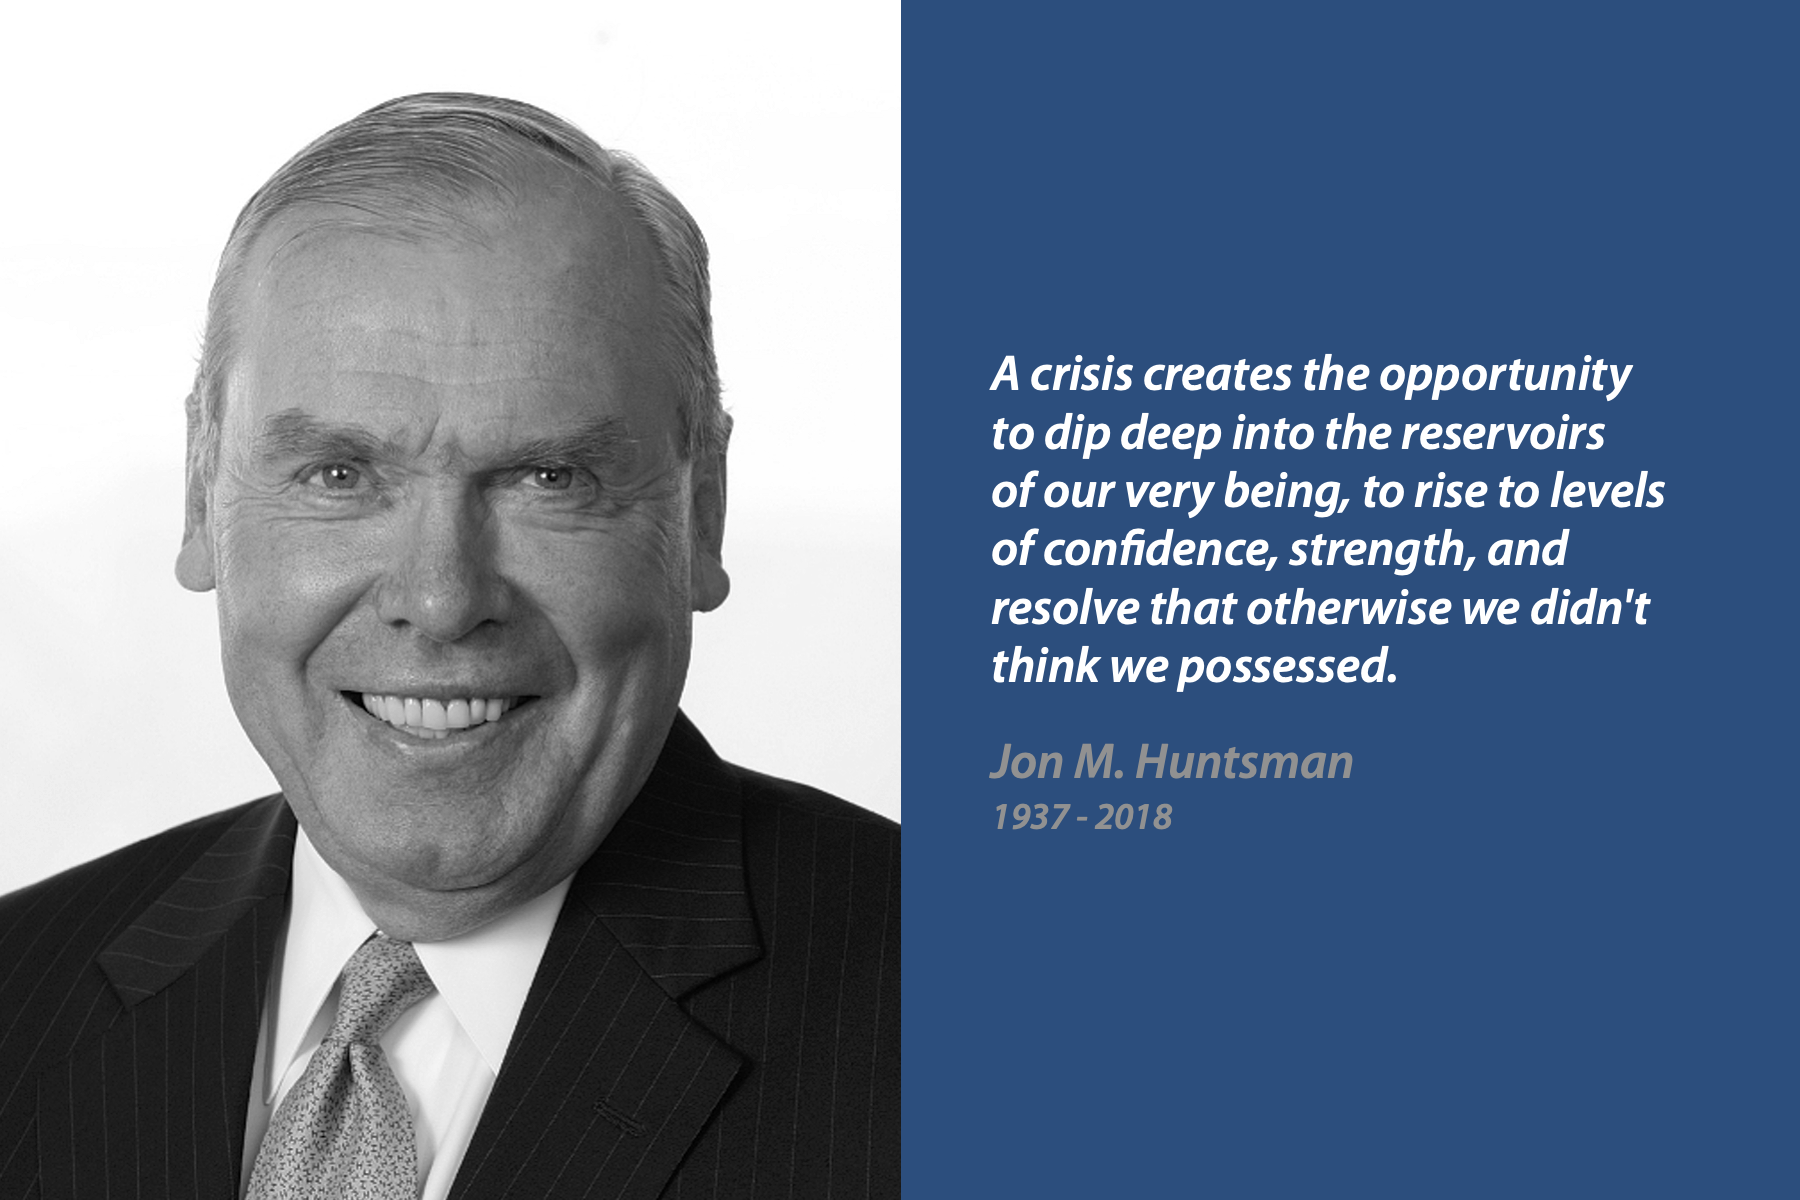 A crisis creates the opportunity
to dip deep into the reservoirs
of our very being, to rise to levels
of confidence, strength, and
resolve that otherwise we didn't
think we possessed.
Jon M. Huntsman
1937 - 2018